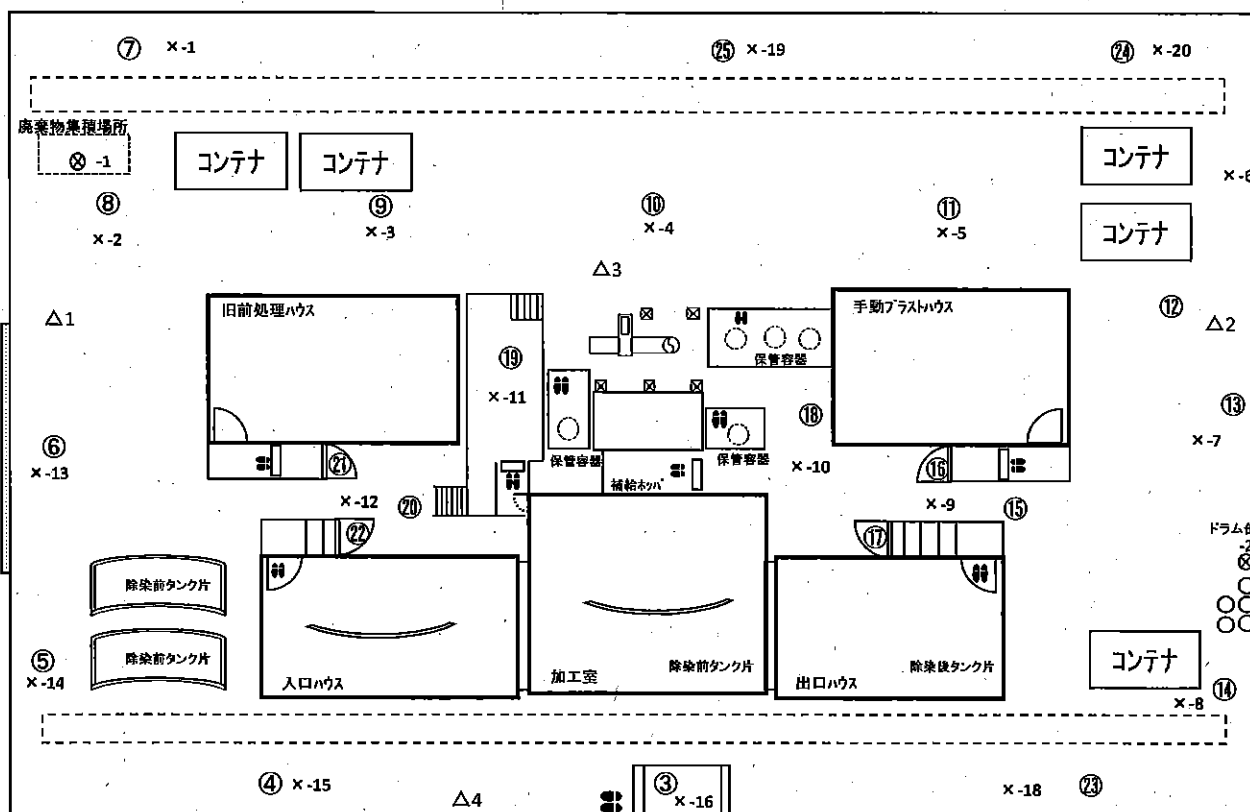 ⑦ ×-1 ㉕ ×-19 ㉔ ×-20
廃棄物集積場所
⊗ -1
コンテナ コンテナ コンテナ
×-6
⑧ ⑨ ⑩ ⑪
×-2 ×-3 ×-4 ×-5
コンテナ
△3
旧前処理ハウス 手動ブラストハウス
⑫
△1 △2
⑲ 保管容器
×-11
⑱ ⑬
⑥ ×-7
×-13 ㉑ 保管容器 保管容器 ×-10 ⑯
補給ホッパ
×-12 ⑳ ×-9 ⑮
㉒ ⑰
ドラム缶
除染前タンク片
除染前タンク片
⑤ コンテナ
×-14 入口ハウス 加工室 除染前タンク片 出口ハウス 除染後タンク片
⑭
×-8
④ ×-15 ③ ×-18 ㉓
△4 ×-16